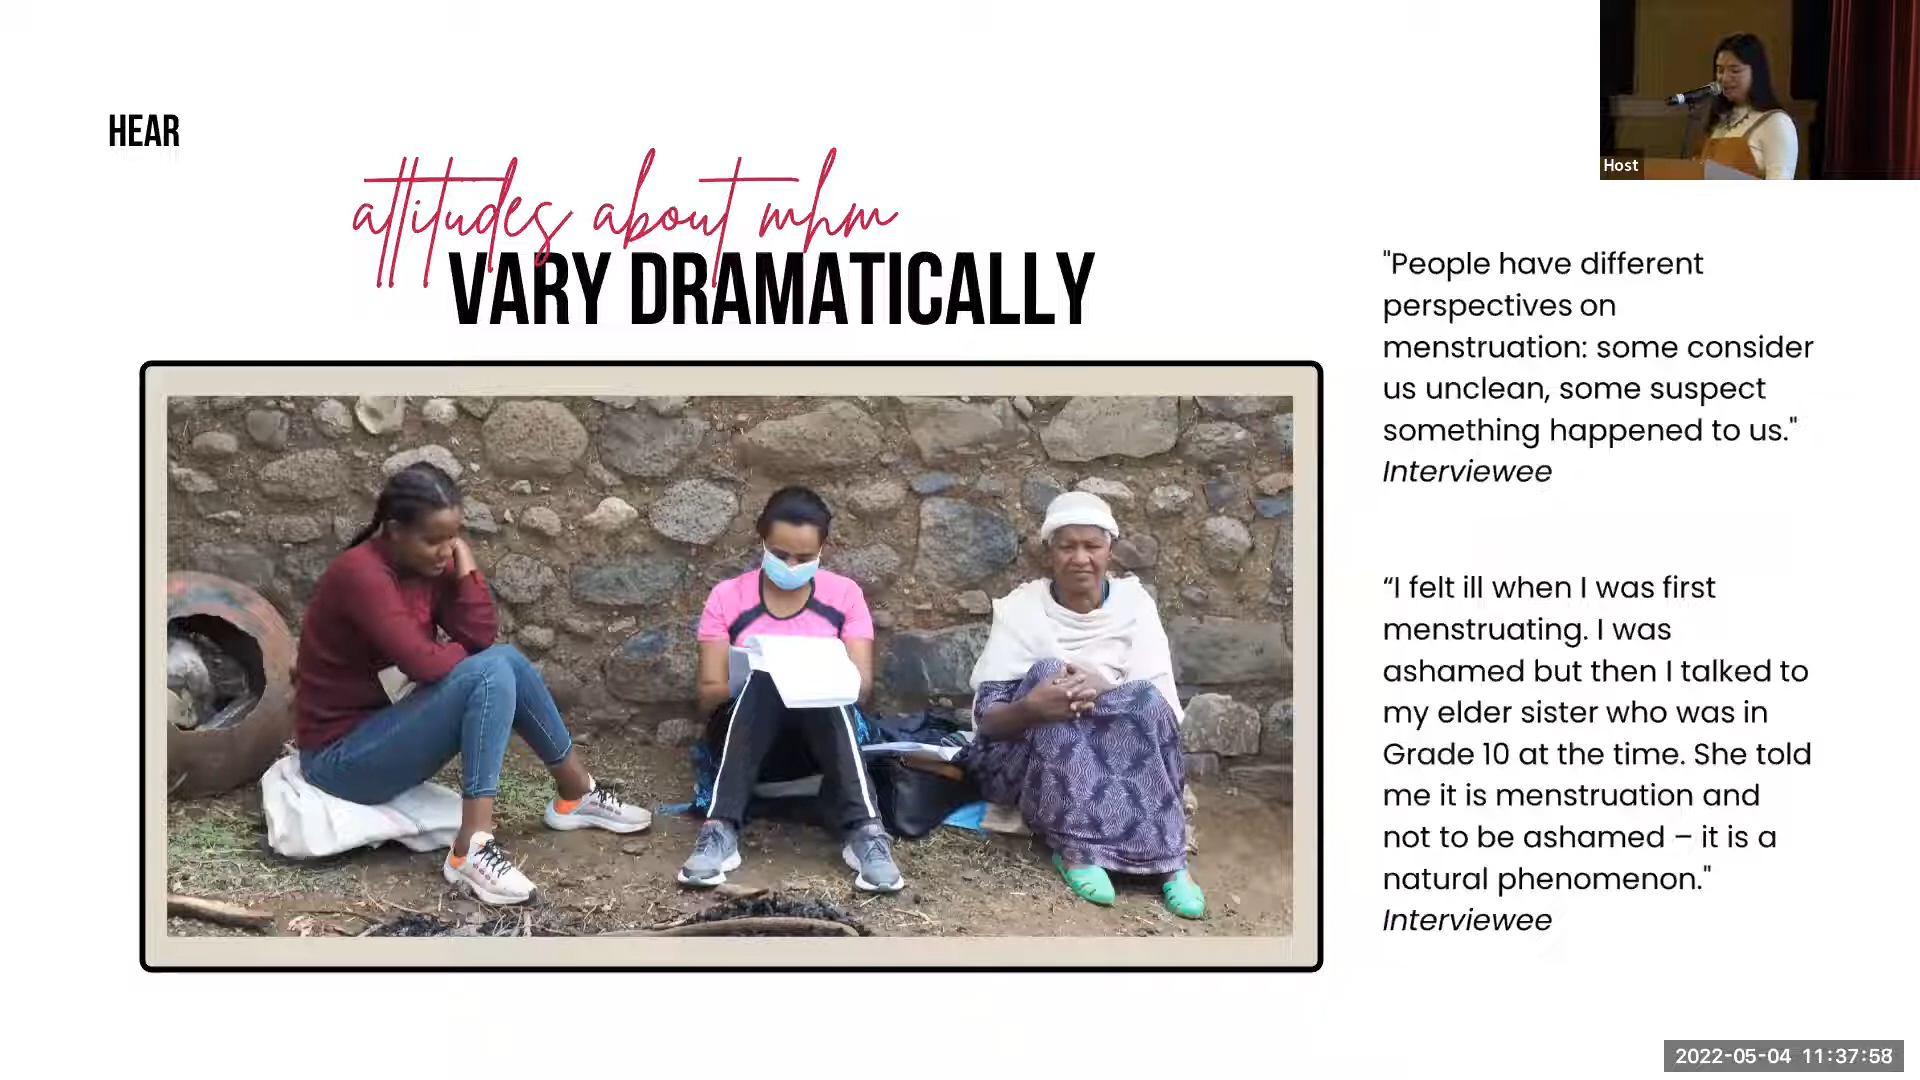 HEAR
attitudes about mhm
VARY DRAMATICALLY
"People have different
perspectives on
menstruation: some consider
us unclean, some suspect
something happened to us."
Interviewee
“I felt ill when I was first
menstruating. I was
ashamed but then I talked to
my elder sister who was in
Grade 10 at the time. She told
me it is menstruation and
not to be ashamed – it is a
natural phenomenon."
Interviewee
Host
2022-05-04 11:37:58